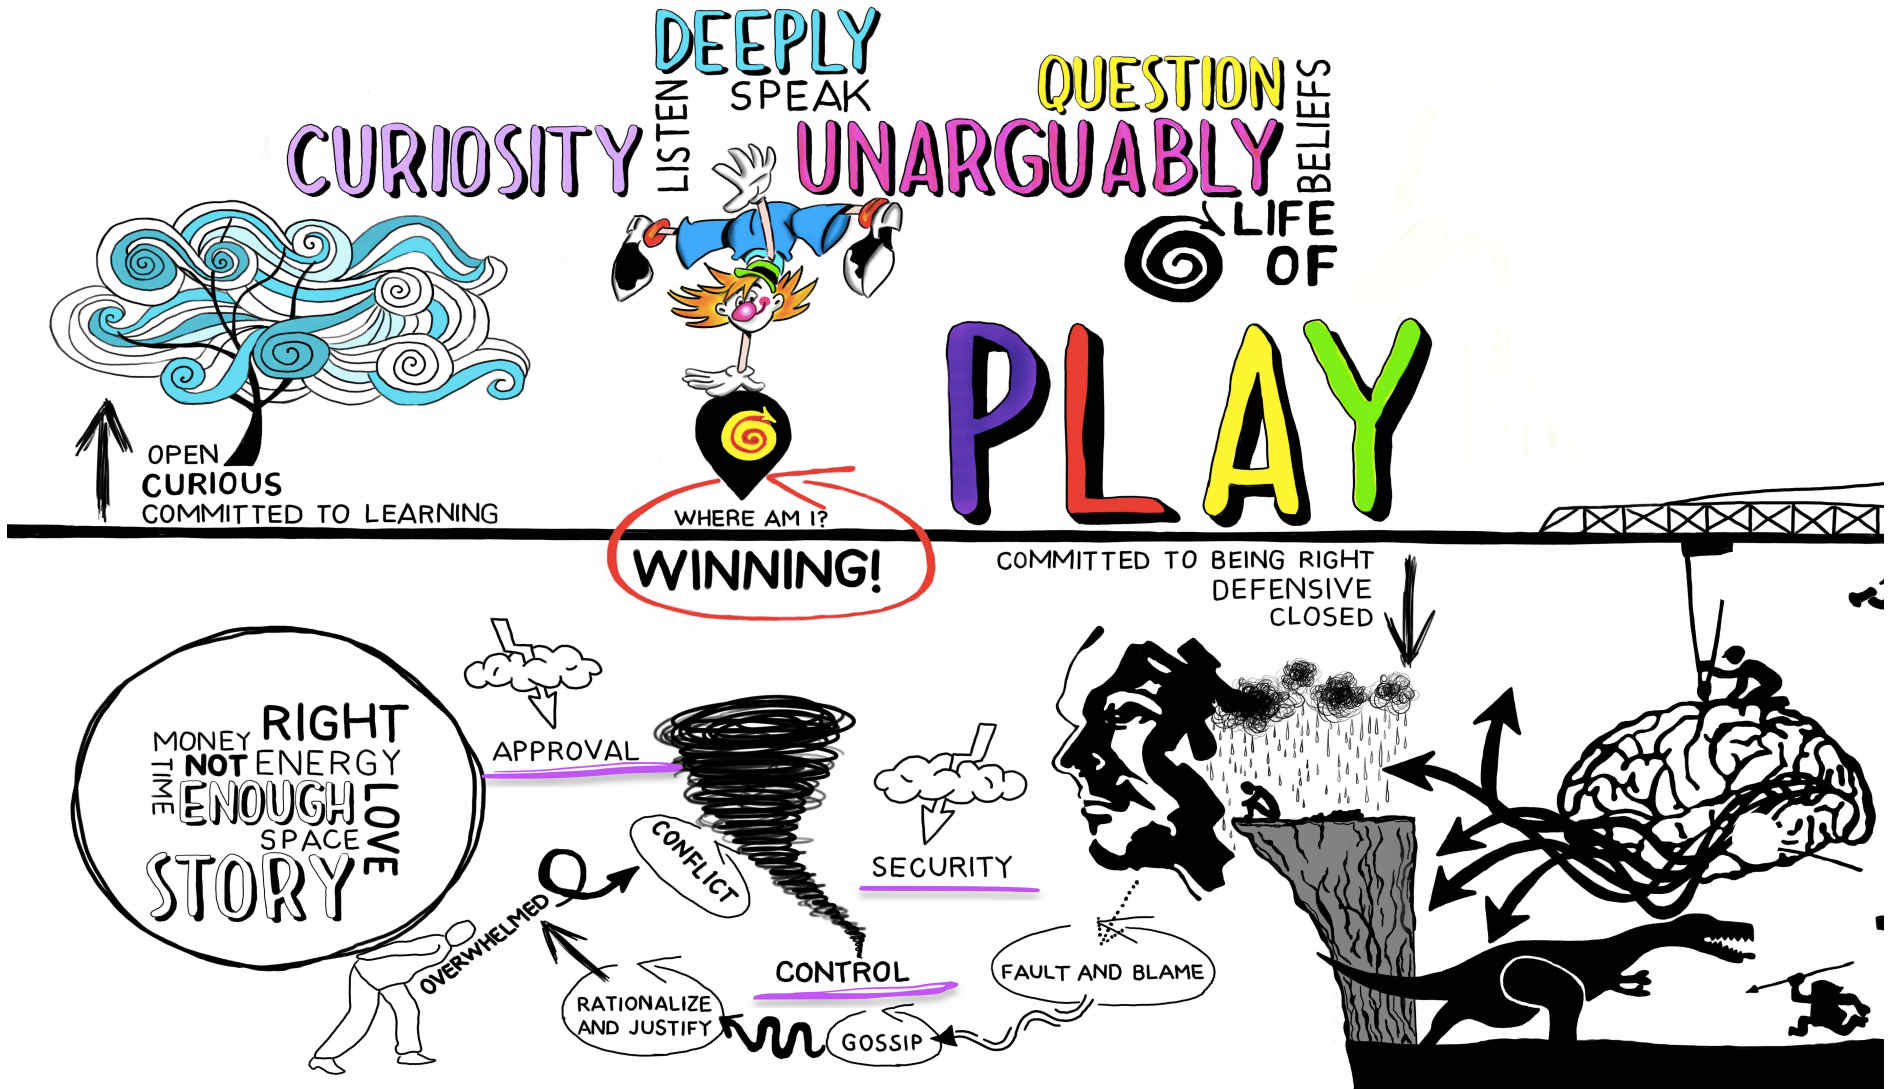 DEEPLY
LISTEN
SPEAK
CURIOSITY
QUESTION
UNARGUABLY
BELIEFS
LIFE
OF
PLAY
OPEN
CURIOUS
COMMITTED TO LEARNING
WHERE AM I?
WINNING!
COMMITTED TO BEING RIGHT
DEFENSIVE
CLOSED
RIGHT
MONEY
TIME
NOT ENERGY
ENOUGH
LOVE
SPACE
STORY
APPROVAL
CONFLICT
SECURITY
OVERWHELMED
CONTROL
FAULT AND BLAME
RATIONALIZE
AND JUSTIFY
GOSSIP